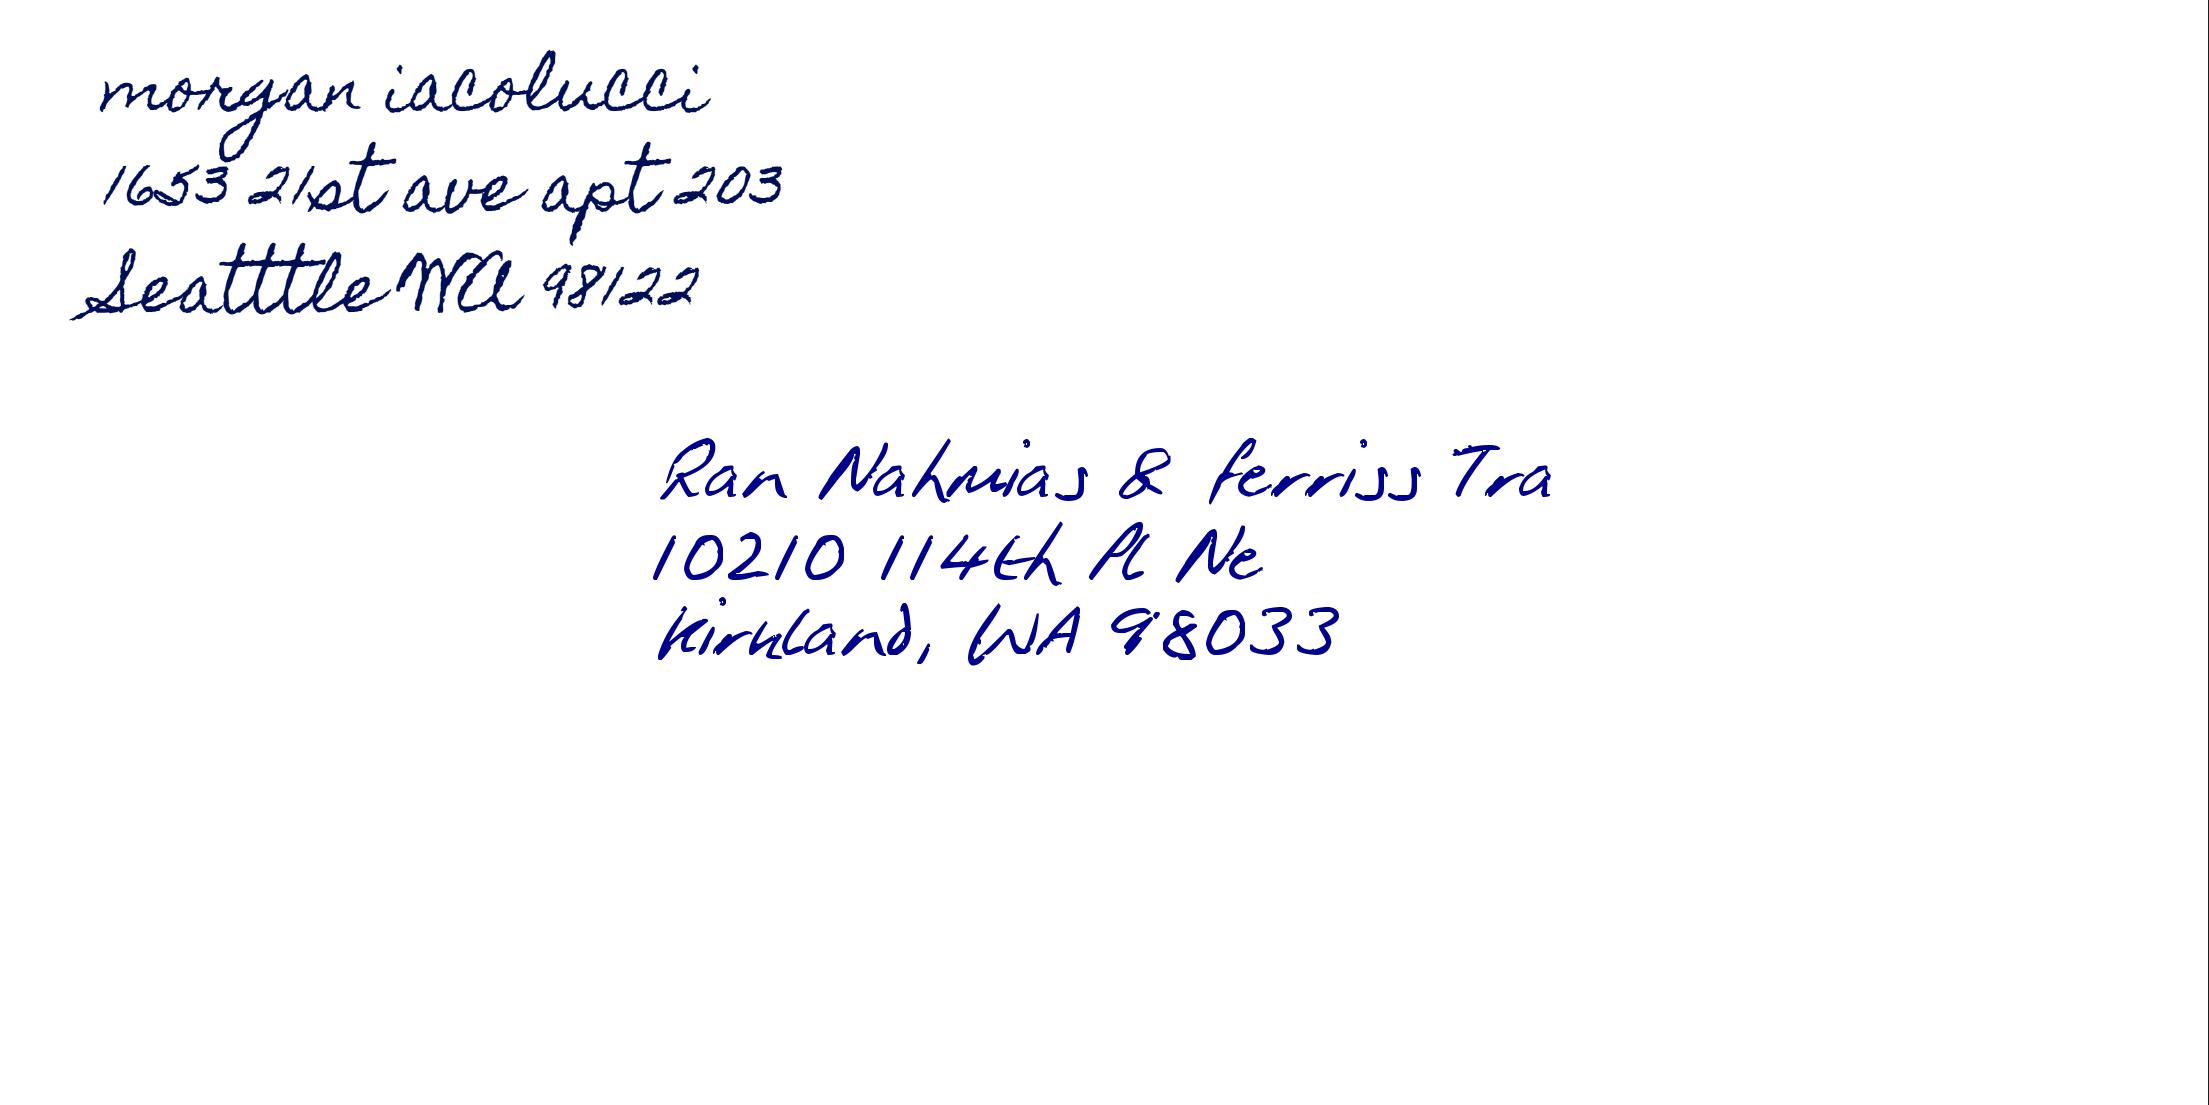 morgan iacolucci
1653 21st ave apt 203
Seatttle WA 98122
Ran Nahmias & ferriss Tra
10210 114th Pl Ne
Kirkland, WA 98033